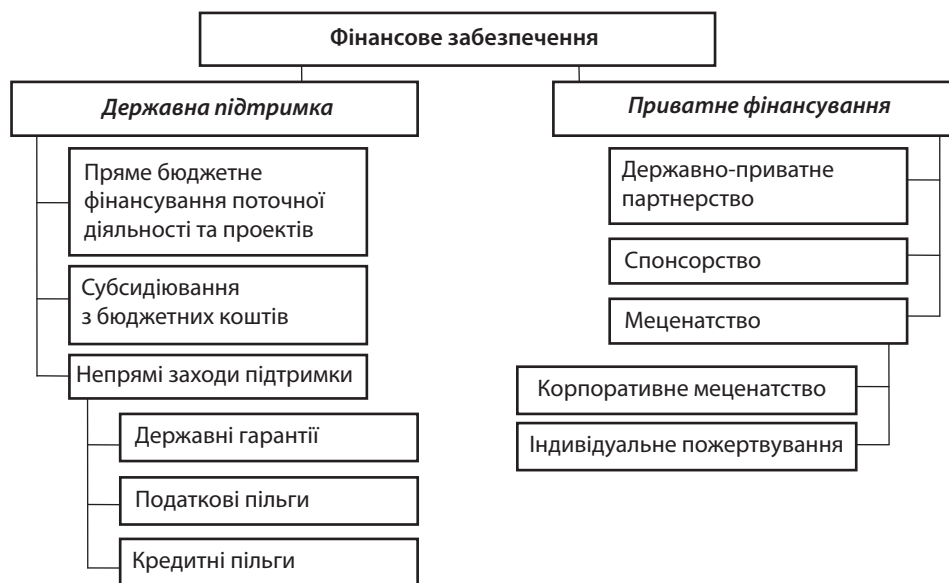 Фінансове забезпечення
Державна підтримка
Пряме бюджетне
фінансування поточної
діяльності та проектів
Субсидіювання
з бюджетних коштів
Непрямі заходи підтримки
Державні гарантії
Податкові пільги
Кредитні пільги
Приватне фінансування
Державно-приватне
партнерство
Спонсорство
Меценатство
Корпоративне меценатство
Індивідуальне пожертвування